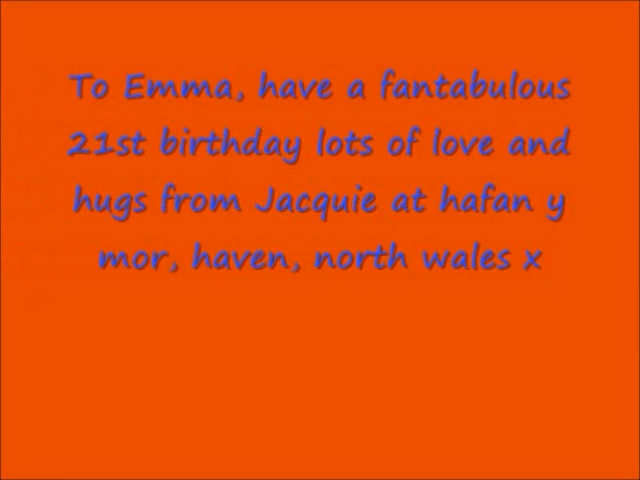 To Emma, have a fantabulous
21st birthday lots of love and
hugs from Jacquie at hafan y
mor, haven, north wales x